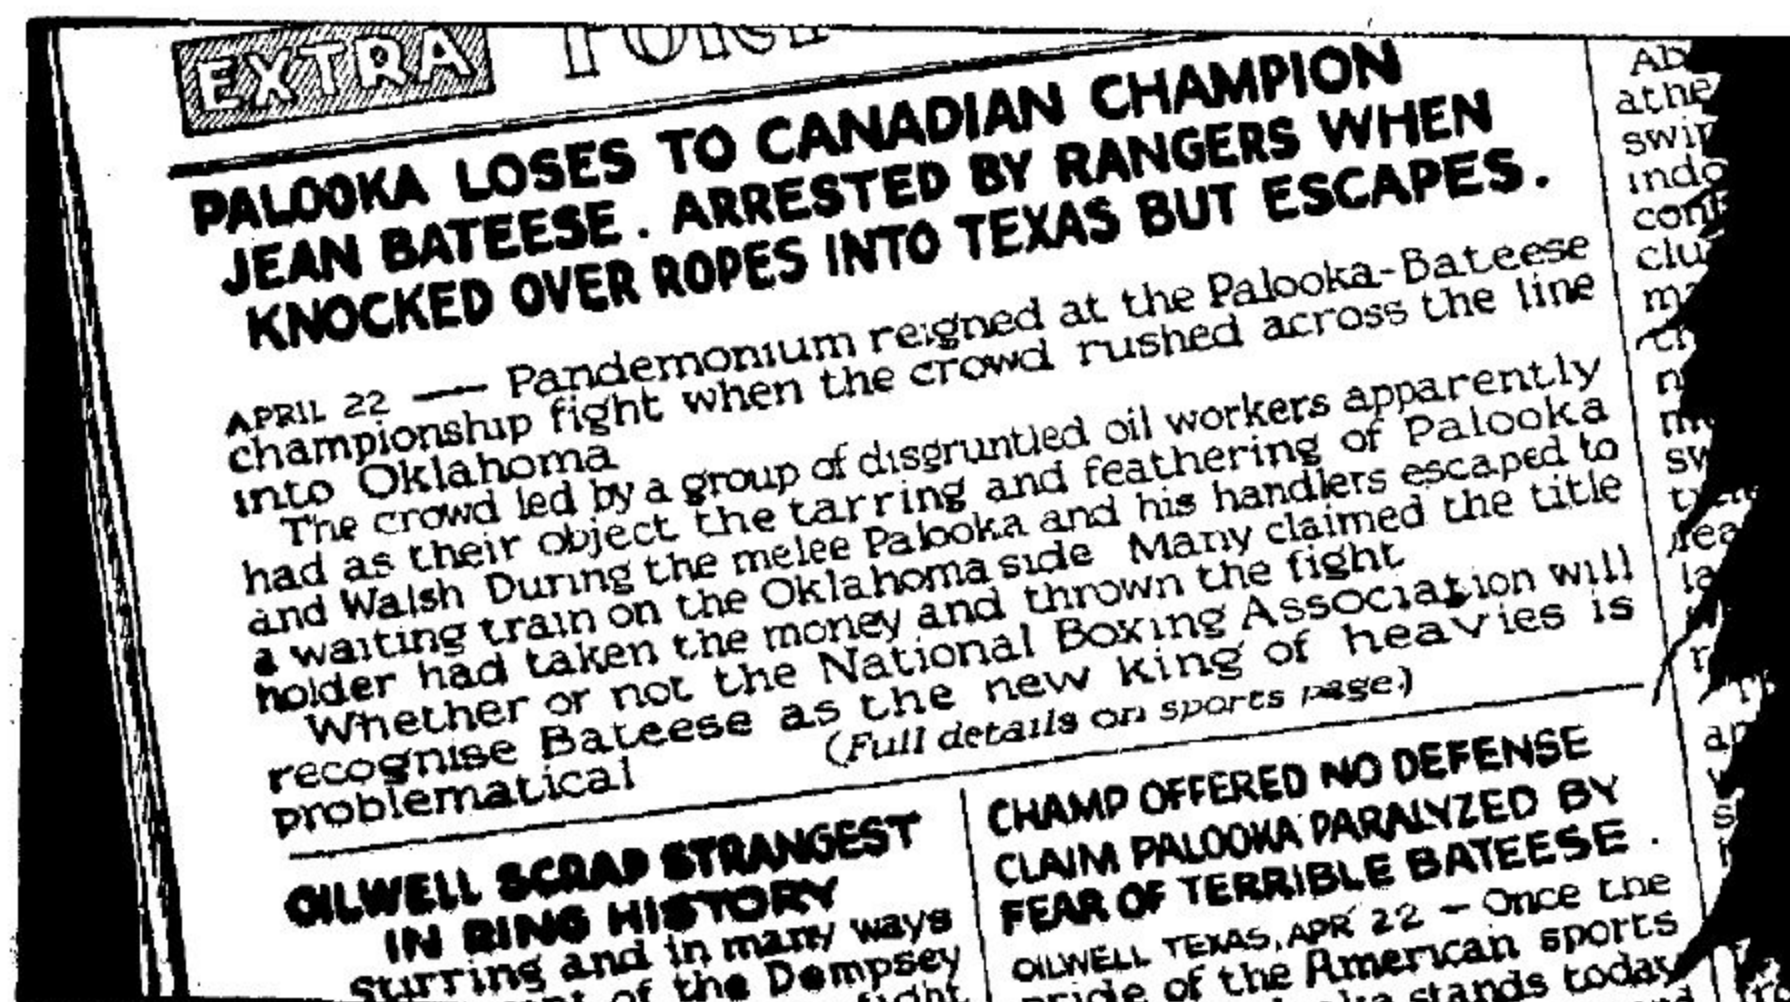 EXTRA
PALOOKA LOSES TO CANADIAN CHAMPION
JEAN BATEESE. ARRESTED BY RANGERS WHEN
KNOCKED OVER ROPES INTO TEXAS BUT ESCAPES.
APRIL 22 — Pandemonium reigned at the Palooka-Bateese
championship fight when the crowd rushed across the line
into Oklahoma
The crowd led by a group of disgruntled oil workers apparently
had as their object the tarring and feathering of Palooka
and Walsh During the melee Palooka and his handlers escaped to
a waiting train on the Oklahoma side Many claimed the title
holder had taken the money and thrown the fight
Whether or not the National Boxing Association will
recognise Bateese as the new king of heavies is
problematical (Full details on sports page.)
OILWELL SCRAP STRANGEST
IN RING HISTORY
Stirring and in many ways
of the Dempsey
fight
CHAMP OFFERED NO DEFENSE
CLAIM PALOOKA PARALYZED BY
FEAR OF TERRIBLE BATEESE.
OILWELL TEXAS, APR 22 - Once the
pride of the American sports
stands today